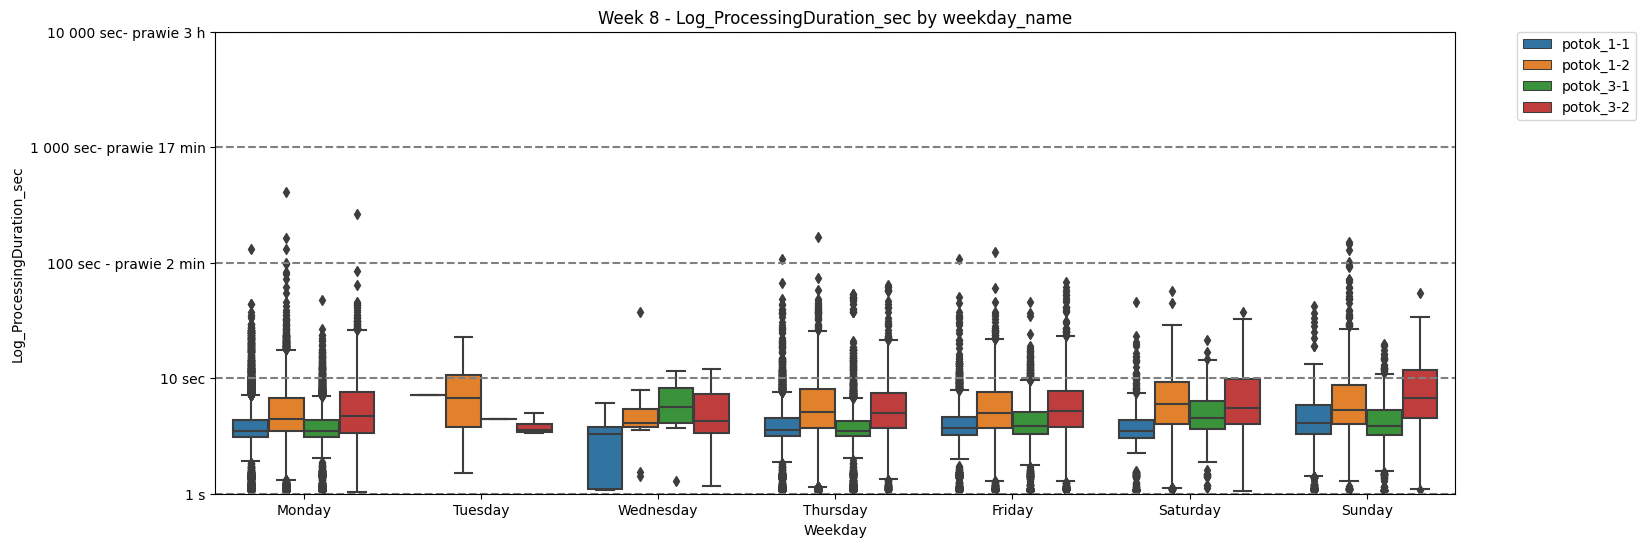 Week 8 - Log_ProcessingDuration_sec by weekday_name
10 000 sec- prawie 3 h
1 000 sec- prawie 17 min
100 sec - prawie 2 min
10 sec
1 s
Log_ProcessingDuration_sec
Monday
Tuesday
Wednesday
Thursday
Friday
Saturday
Sunday
Weekday
potok_1-1
potok_1-2
potok_3-1
potok_3-2